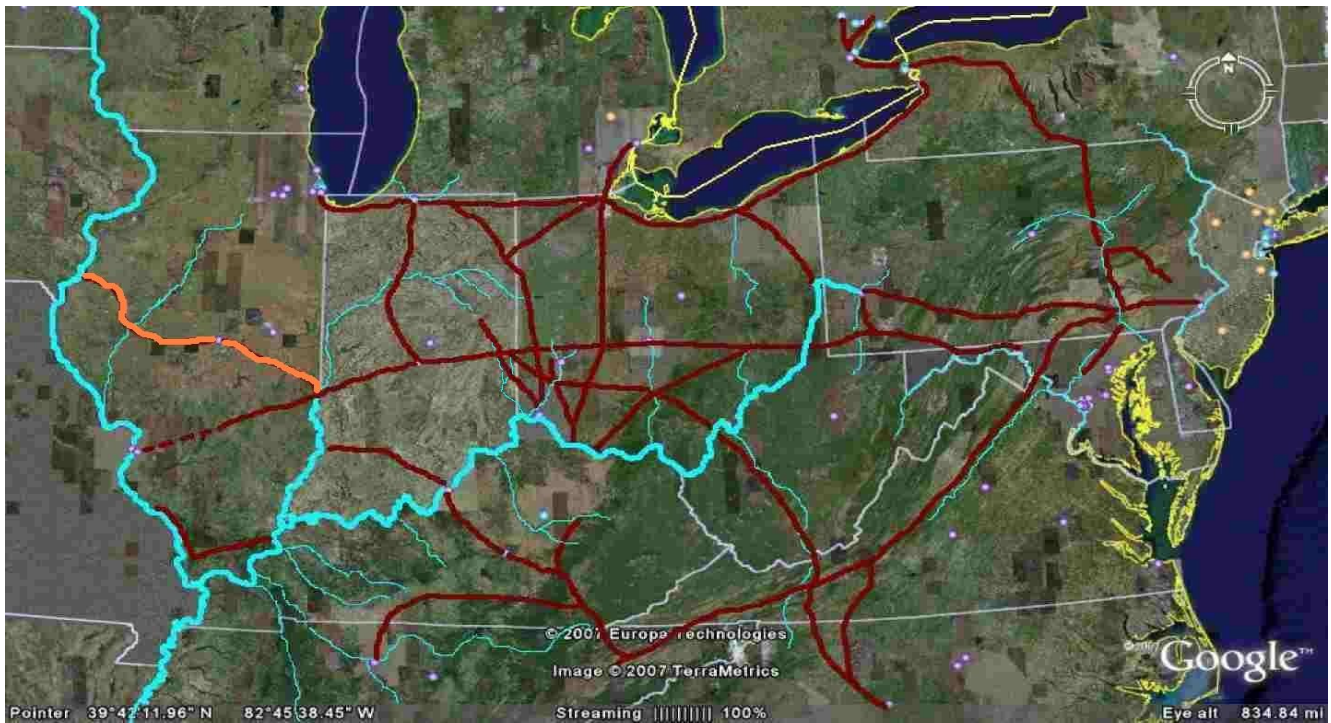 N
© 2007 Europa Technologies
Image © 2007 TerraMetrics
© 2007 Google™
Pointer 39°42'11.96" N 82°45'38.45" W Streaming |||||||||| 100% Eye alt 834.84 mi